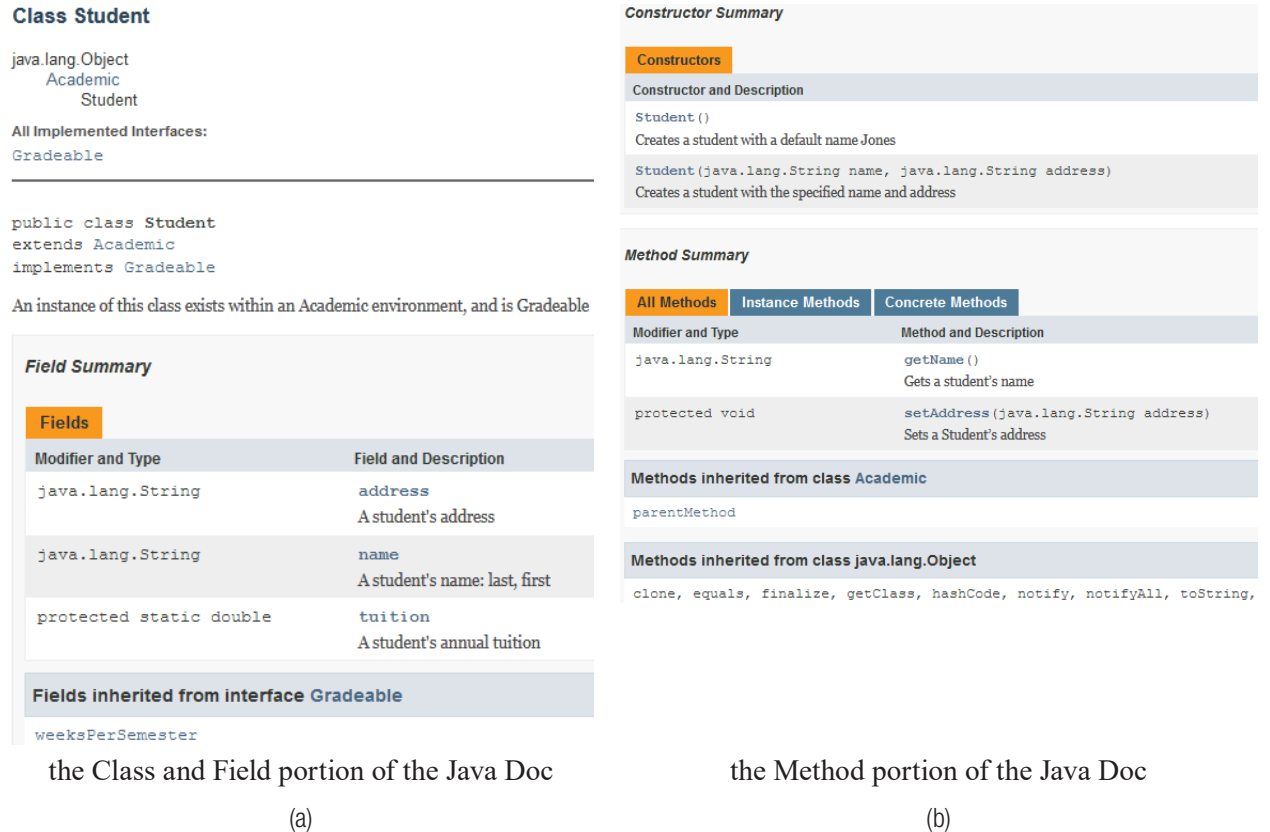 Class Student
java.lang.Object
Academic
Student
All Implemented Interfaces:
Gradeable
public class Student
extends Academic
implements Gradeable
An instance of this class exists within an Academic environment, and is Gradeable
Field Summary
Fields
Modifier and Type Field and Description
java.lang.String address
A student's address
java.lang.String name
A student's name: last, first
protected static double tuition
A student's annual tuition
Fields inherited from interface Gradeable
weeksPerSemester
the Class and Field portion of the Java Doc
(a)
Constructor Summary
Constructors
Constructor and Description
Student()
Creates a student with a default name Jones
Student(java.lang.String name, java.lang.String address)
Creates a student with the specified name and address
Method Summary
All Methods Instance Methods Concrete Methods
Modifier and Type Method and Description
java.lang.String getName()
Gets a student's name
protected void setAddress(java.lang.String address)
Sets a Student's address
Methods inherited from class Academic
parentMethod
Methods inherited from class java.lang.Object
clone, equals, finalize, getClass, hashCode, notify, notifyAll, toString,
the Method portion of the Java Doc
(b)